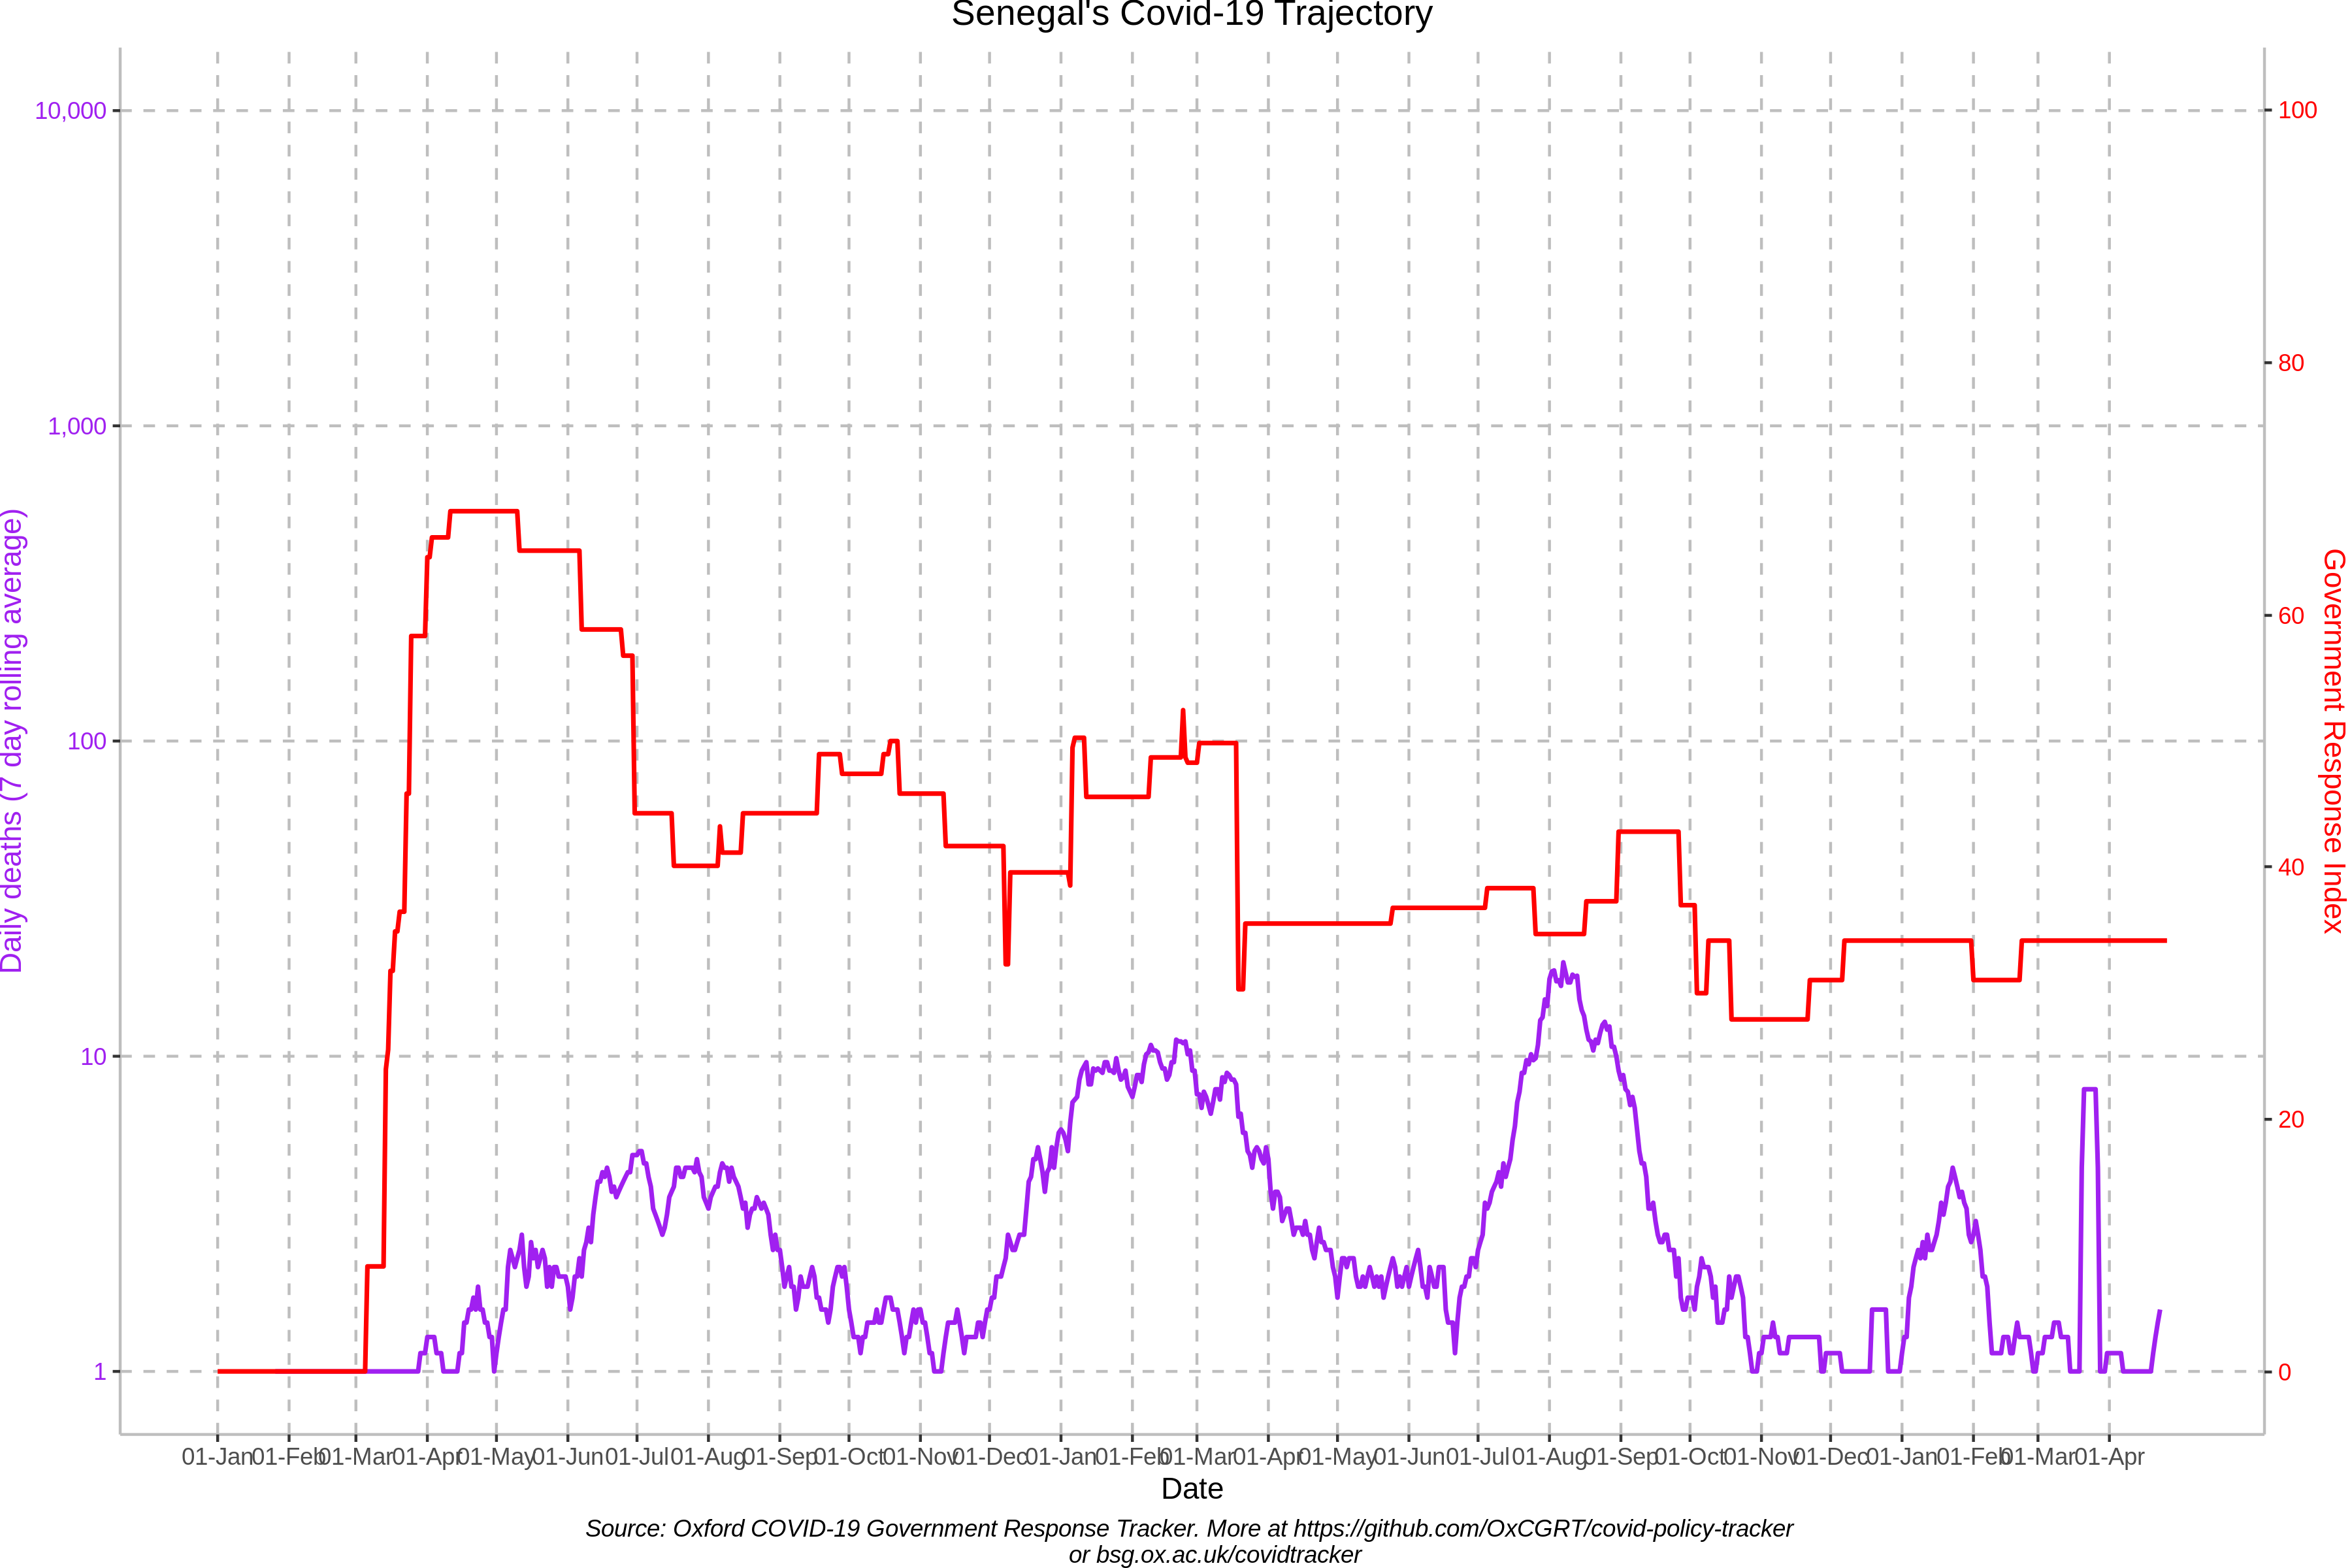 Senegal's Covid-19 Trajectory
10,000
1,000
100
10
1
Daily deaths (7 day rolling average)
100
80
60
40
20
0
Government Response Index
01-Jan 01-Feb 01-Mar 01-Apr 01-May 01-Jun 01-Jul 01-Aug 01-Sep 01-Oct 01-Nov 01-Dec 01-Jan 01-Feb 01-Mar 01-Apr 01-May 01-Jun 01-Jul 01-Aug 01-Sep 01-Oct 01-Nov 01-Dec 01-Jan 01-Feb 01-Mar 01-Apr
Date
Source: Oxford COVID-19 Government Response Tracker. More at https://github.com/OxCGRT/covid-policy-tracker
or bsg.ox.ac.uk/covidtracker